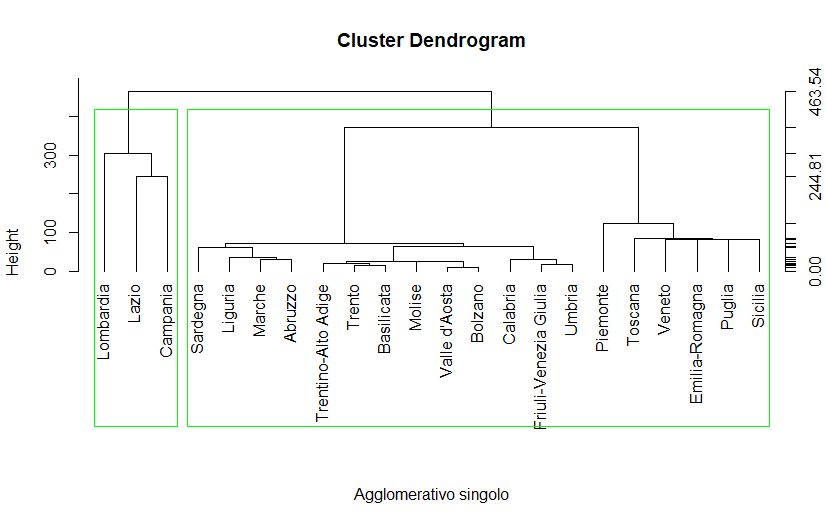 Cluster Dendrogram
Height
0
100
300
0.00
244.81
463.54
Lombardia
Lazio
Campania
Sardegna
Liguria
Marche
Abruzzo
Trentino-Alto Adige
Trento
Basilicata
Molise
Valle d'Aosta
Bolzano
Calabria
Friuli-Venezia Giulia
Umbria
Piemonte
Toscana
Veneto
Emilia-Romagna
Puglia
Sicilia
Agglomerativo singolo